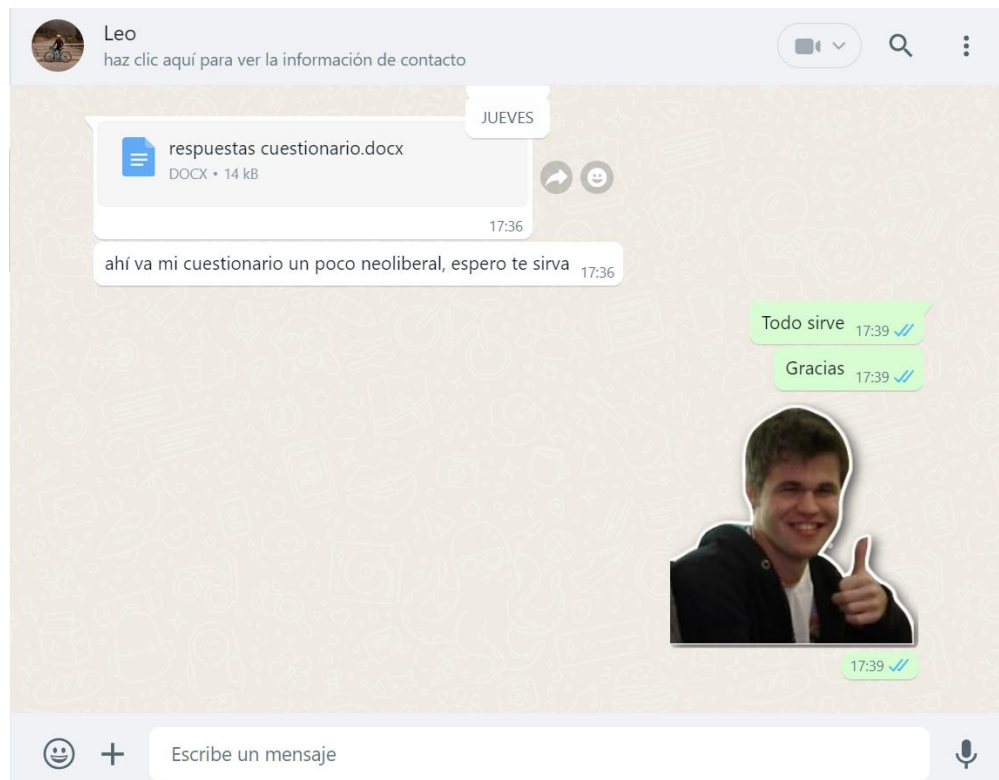 Leo
haz clic aquí para ver la información de contacto
JUEVES
respuestas cuestionario.docx
DOCX • 14 kB
17:36
ahí va mi cuestionario un poco neoliberal, espero te sirva 17:36
Todo sirve 17:39
Gracias 17:39
17:39
Escribe un mensaje